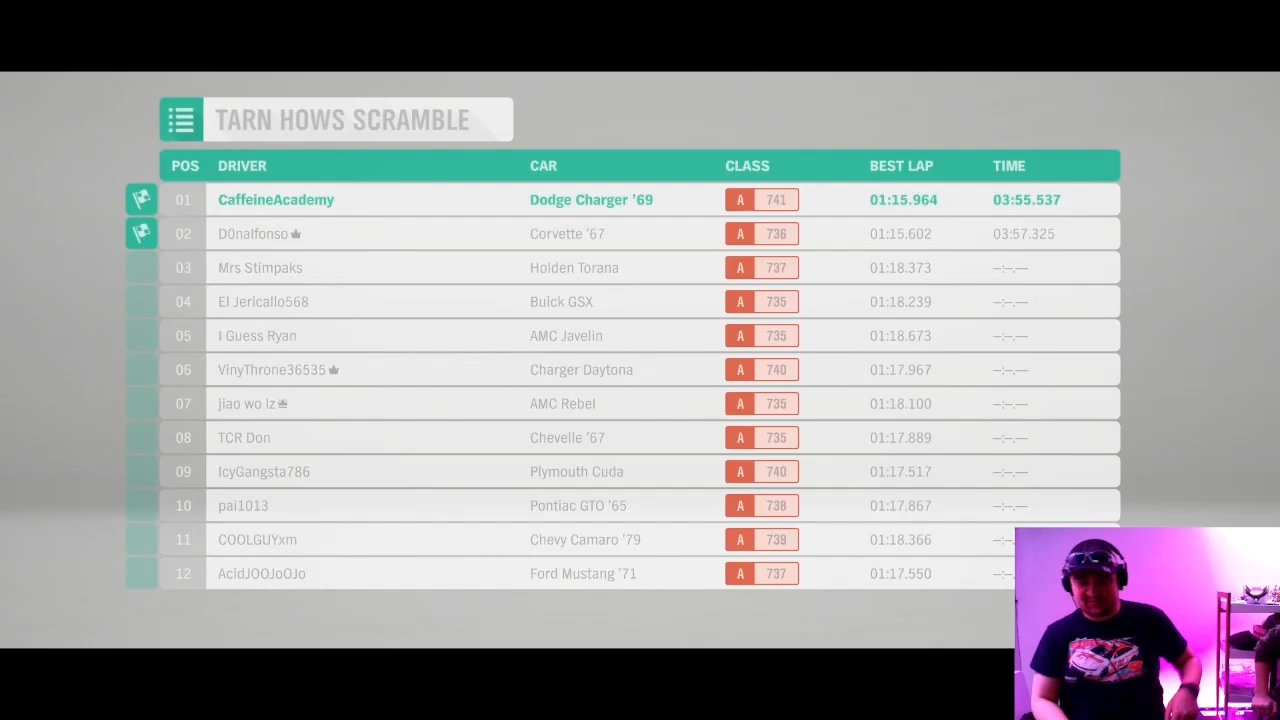 TARN HOWS SCRAMBLE
POS DRIVER CAR CLASS BEST LAP TIME
01 CaffeineAcademy Dodge Charger '69 A 741 01:15.964 03:55.537
02 D0nalfonso Corvette '67 A 736 01:15.602 03:57.325
03 Mrs Stimpaks Holden Torana A 737 01:18.373 –:–.–
04 El Jericallo568 Buick GSX A 735 01:18.239 –:–.–
05 I Guess Ryan AMC Javelin A 735 01:18.673 –:–.–
06 VinyThrone36535 Charger Daytona A 740 01:17.967 –:–.–
07 jiao wo lz AMC Rebel A 735 01:18.100 –:–.–
08 TCR Don Chevelle '67 A 735 01:17.889 –:–.–
09 IcyGangsta786 Plymouth Cuda A 740 01:17.517 –:–.–
10 pai1013 Pontiac GTO '65 A 738 01:17.867 –:–.–
11 COOLGUYxm Chevy Camaro '79 A 739 01:18.366 –:–.
12 AcidJOOJoOJo Ford Mustang '71 A 737 01:17.550 –:–.